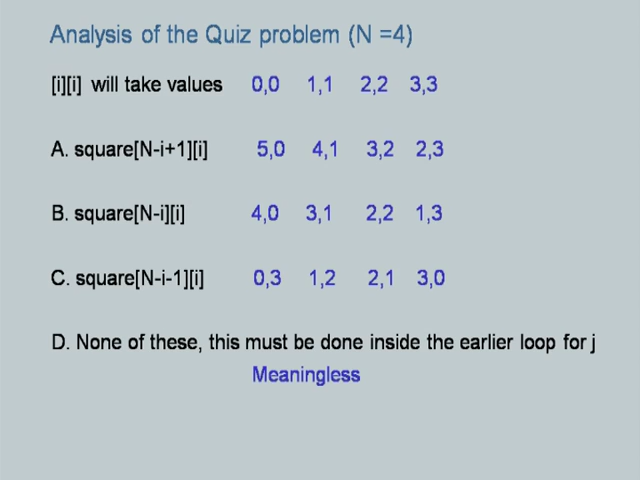 Analysis of the Quiz problem (N =4)
[i][i] will take values 0,0 1,1 2,2 3,3
A. square[N-i+1][i] 5,0 4,1 3,2 2,3
B. square[N-i][i] 4,0 3,1 2,2 1,3
C. square[N-i-1][i] 0,3 1,2 2,1 3,0
D. None of these, this must be done inside the earlier loop for j
Meaningless